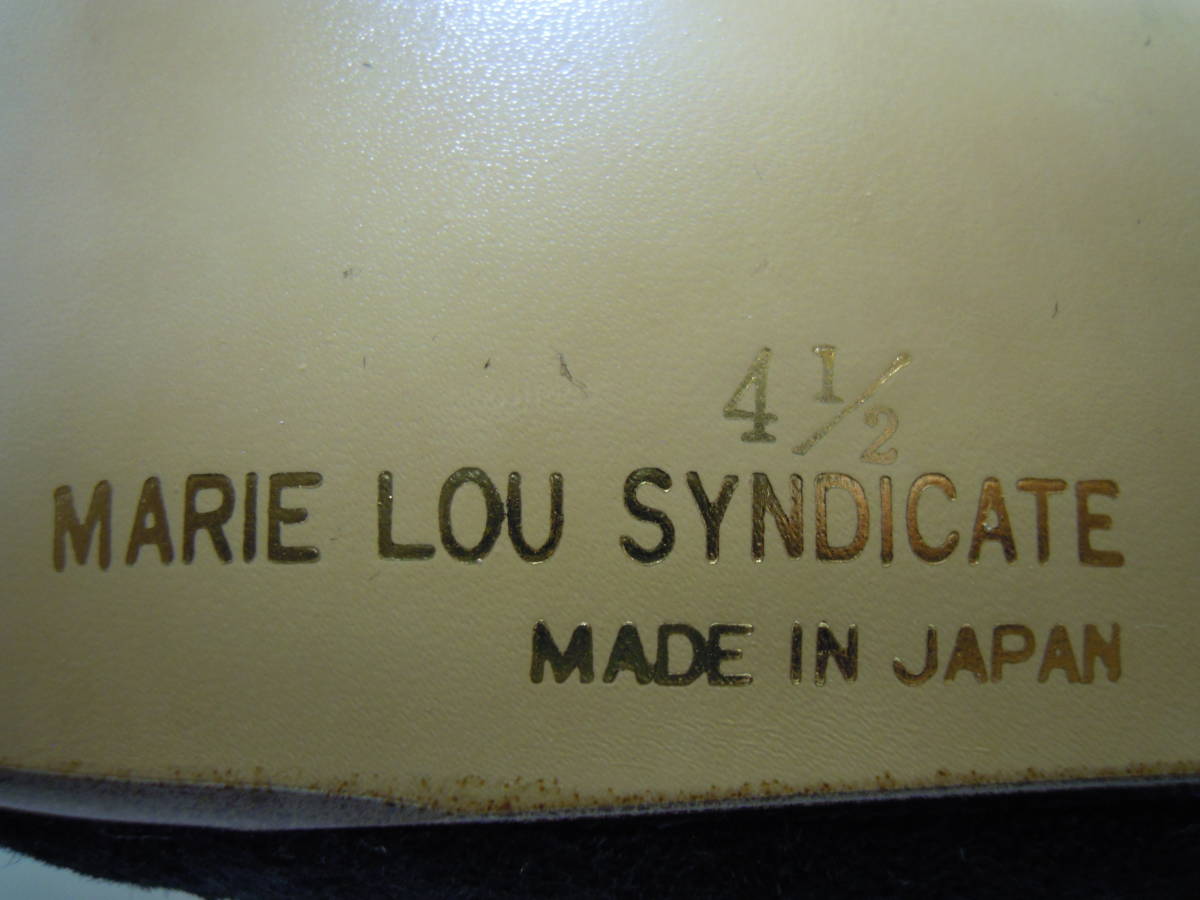 4 1/2
MARIE LOU SYNDICATE
MADE IN JAPAN